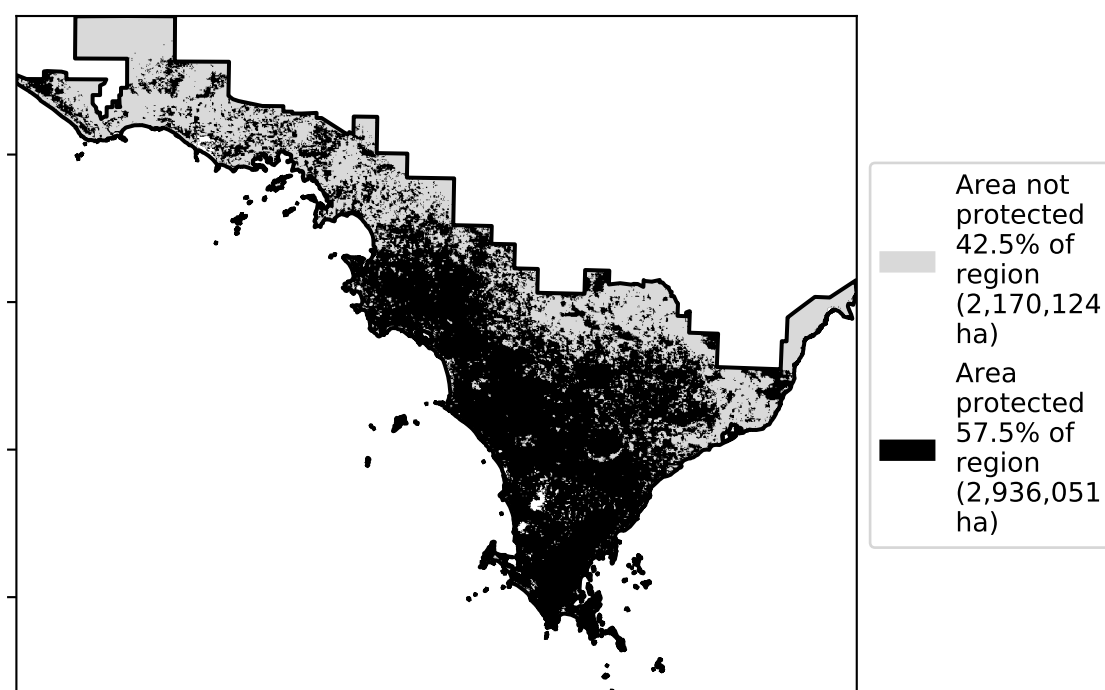 Area not
protected
42.5% of
region
(2,170,124
ha)
Area
protected
57.5% of
region
(2,936,051
ha)